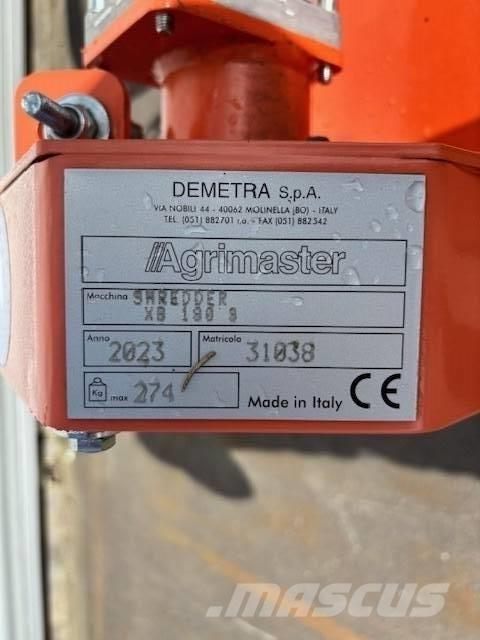 DEMETRA S.p.A.
VIA NOBILI 44 - 40062 MOLINELLA (BO) - ITALY
TEL. (051) 882701 r.a. - FAX (051) 882542
Agrimaster
Macchina SHREDDER
XB 180 S
Anno Matricola
2023 31038
Kg max 274
Made in Italy CE
MASCUS